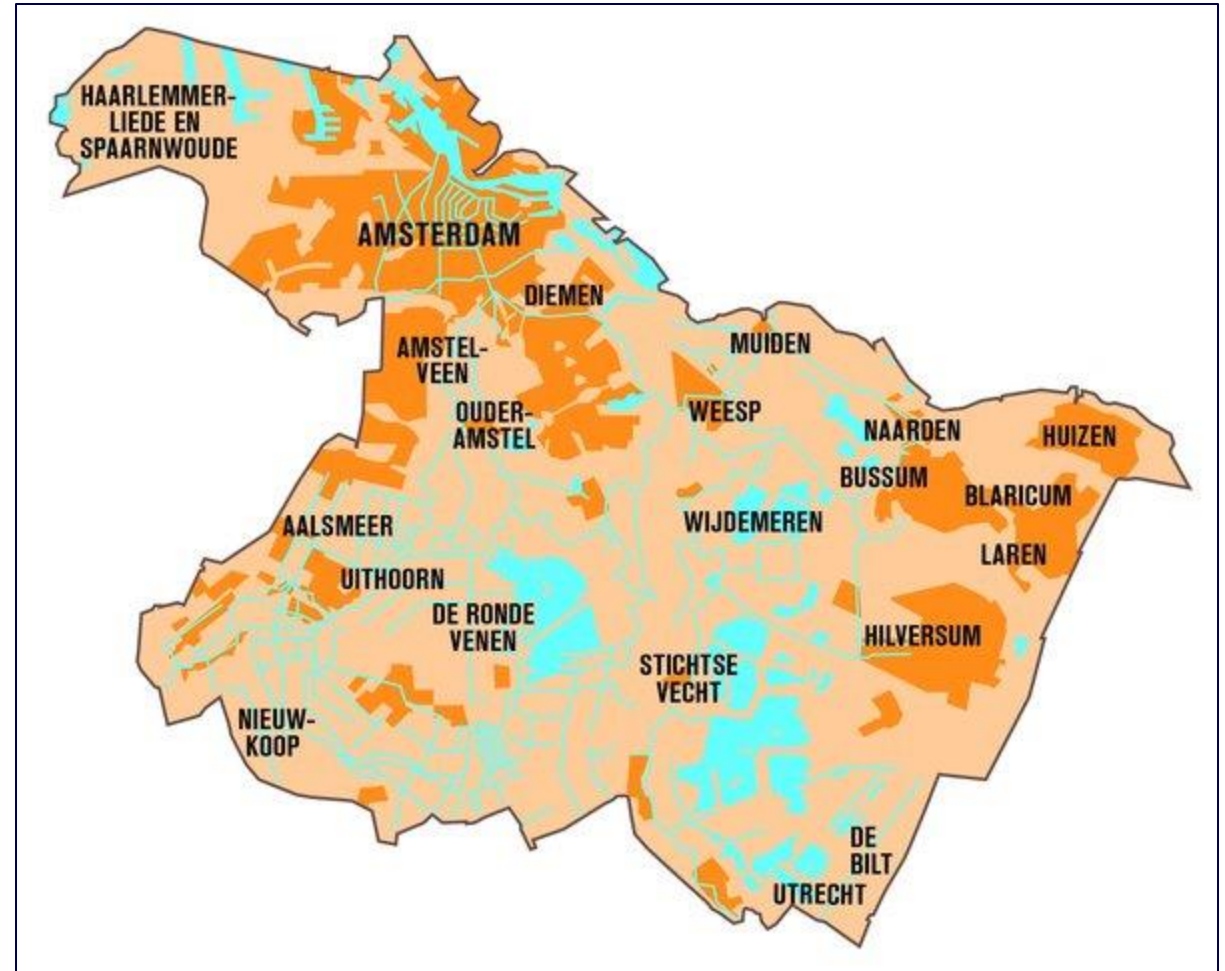 HAARLEMMER-
LIEDE EN
SPAARNWOUDE
AMSTERDAM
DIEMEN
AMSTEL-
VEEN
MUIDEN
OUDER-
AMSTEL
WEESP
NAARDEN
HUIZEN
BUSSUM
BLARICUM
AALSMEER
WIJDEMEREN
LAREN
UITHOORN
DE RONDE
VENEN
HILVERSUM
STICHTSE
VECHT
NIEUW-
KOOP
DE
BILT
UTRECHT